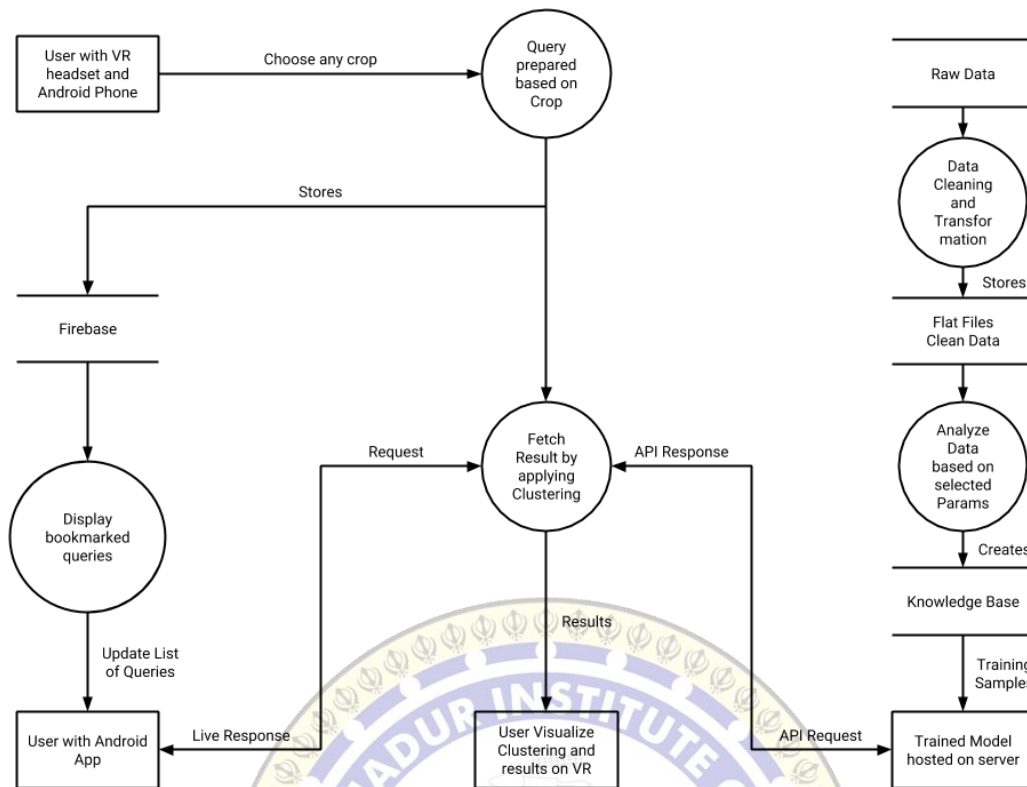 User with VR
headset and
Android Phone
Choose any crop
Query
prepared
based on
Crop
Raw Data
Data
Cleaning
and
Transfor
mation
Stores
Stores
Firebase
Flat Files
Clean Data
Request
Fetch
Result by
applying
Clustering
API Response
Analyze
Data
based on
selected
Params
Display
bookmarked
queries
Creates
Knowledge Base
Results
Update List
of Queries
Training
Samples
User with Android
App
Live Response
User Visualize
Clustering and
results on VR
API Request
Trained Model
hosted on server
ADUR INSTITUTE